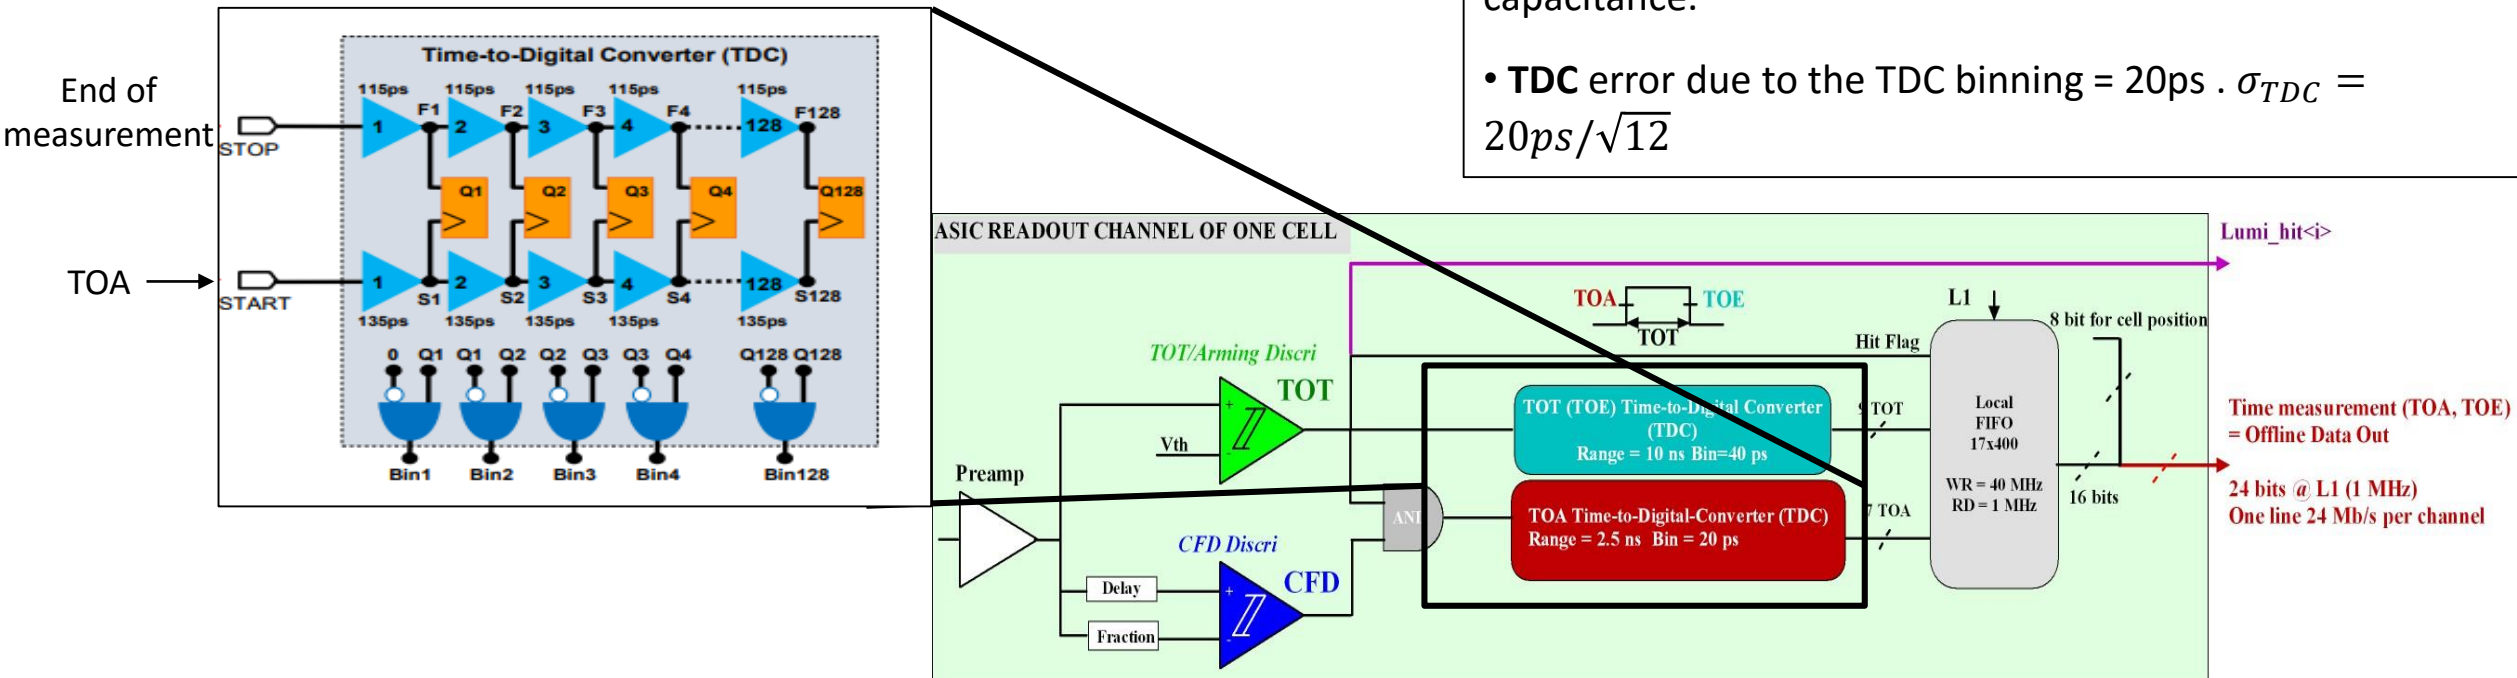 capacitance.
• TDC error due to the TDC binning = 20ps . σ_TDC =
20ps/√12
End of
measurement
TOA
Time-to-Digital Converter (TDC)
115ps 115ps 115ps 115ps 115ps
1 F1 2 F2 3 F3 4 F4 128 F128
STOP
Q1 Q2 Q3 Q4 Q128
START
1 S1 2 S2 3 S3 4 S4 128 S128
135ps 135ps 135ps 135ps 135ps
0 Q1 Q1 Q2 Q2 Q3 Q3 Q4 Q128 Q128
Bin1 Bin2 Bin3 Bin4 Bin128
ASIC READOUT CHANNEL OF ONE CELL
Lumi_hit<i>
TOA TOE
TOT
L1
8 bit for cell position
Hit Flag
TOT/Arming Discri
TOT
+
Vth
-
Preamp
CFD Discri
CFD
Delay
+
Fraction
-
TOT (TOE) Time-to-Digital Converter
(TDC)
Range = 10 ns Bin=40 ps
TOA Time-to-Digital-Converter (TDC)
Range = 2.5 ns Bin = 20 ps
9 TOT
7 TOA
Local
FIFO
17x400
WR = 40 MHz
RD = 1 MHz
16 bits
Time measurement (TOA, TOE)
= Offline Data Out
24 bits @ L1 (1 MHz)
One line 24 Mb/s per channel